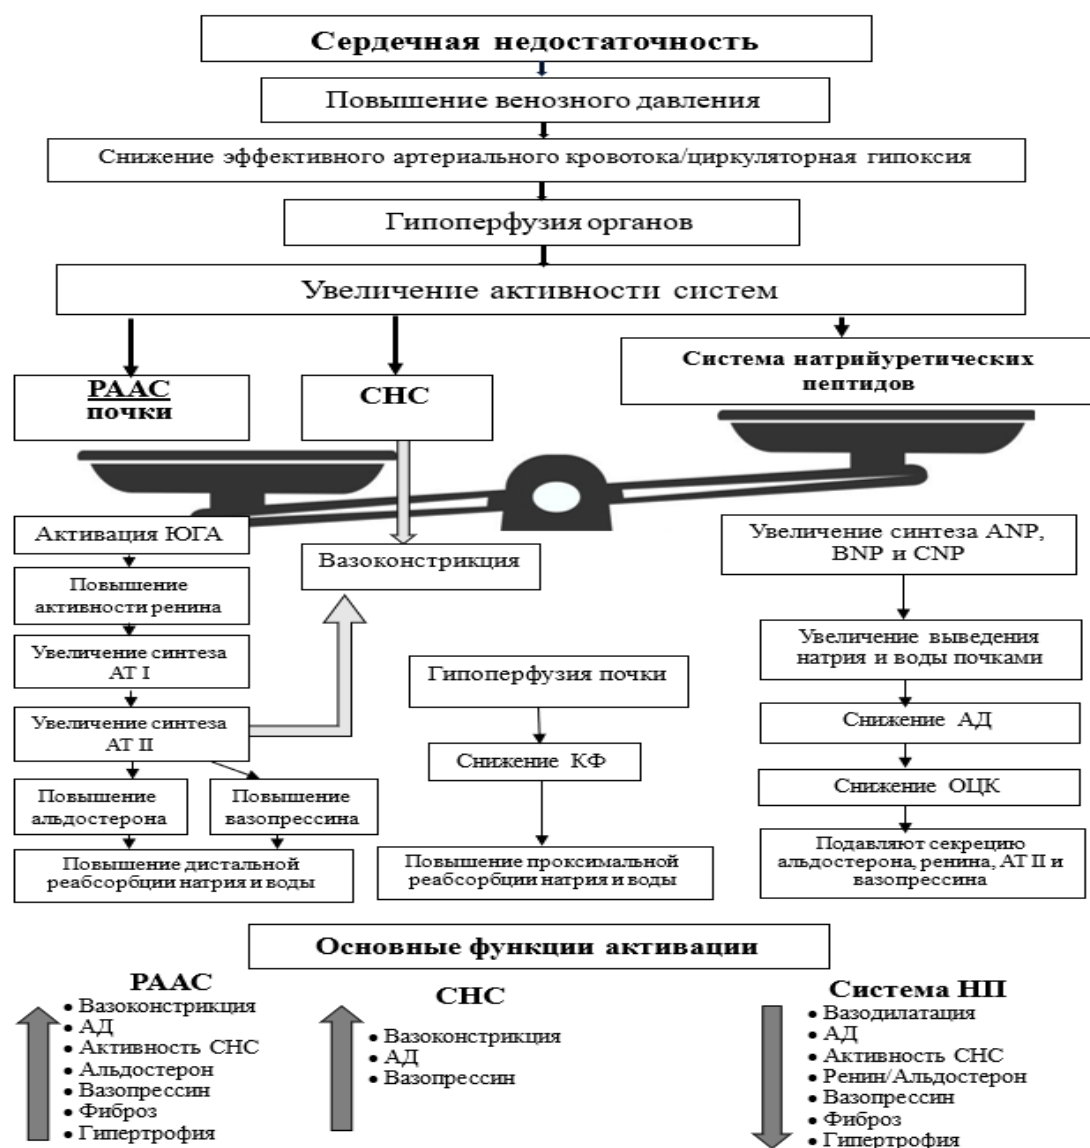 Сердечная недостаточность
Повышение венозного давления
Снижение эффективного артериального кровотока/циркуляторная гипоксия
Гипоперфузия органов
Увеличение активности систем
РААС
почки
СНС
Система натрийуретических
пептидов
Активация ЮГА
Повышение
активности ренина
Увеличение синтеза
АТ I
Увеличение синтеза
АТ II
Повышение
альдостерона
Повышение
вазопрессина
Повышение дистальной
реабсорбции натрия и воды
Вазоконстрикция
Гипоперфузия почки
Снижение КФ
Повышение проксимальной
реабсорбции натрия и воды
Увеличение синтеза ANP,
BNP и CNP
Увеличение выведения
натрия и воды почками
Снижение АД
Снижение ОЦК
Подавляют секрецию
альдостерона, ренина, АТ II и
вазопрессина
Основные функции активации
РААС
• Вазоконстрикция
• АД
• Активность СНС
• Альдостерон
• Вазопрессин
• Фиброз
• Гипертрофия
СНС
• Вазоконстрикция
• АД
• Вазопрессин
Система НП
• Вазодилатация
• АД
• Активность СНС
• Ренин/Альдостерон
• Вазопрессин
• Фиброз
• Гипертрофия